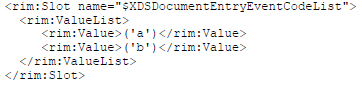 <rim:Slot name="$XDSDocumentEntryEventCodeList">
  <rim:ValueList>
     <rim:Value>('a')</rim:Value>
     <rim:Value>('b')</rim:Value>
  </rim:ValueList>
</rim:Slot>